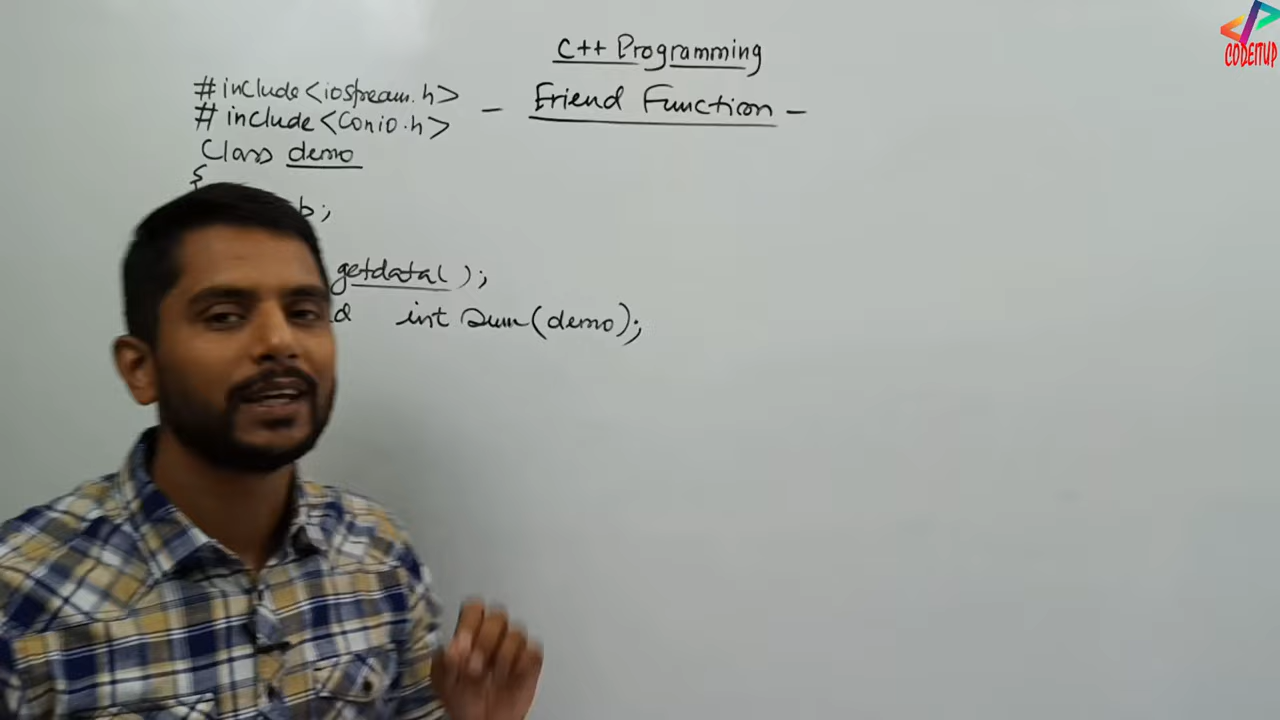 C++ Programming
Friend Function
#include<iostream.h>
#include<conio.h>
Class demo
{
b;
getdata( );
int sum(demo);
CODEITUP